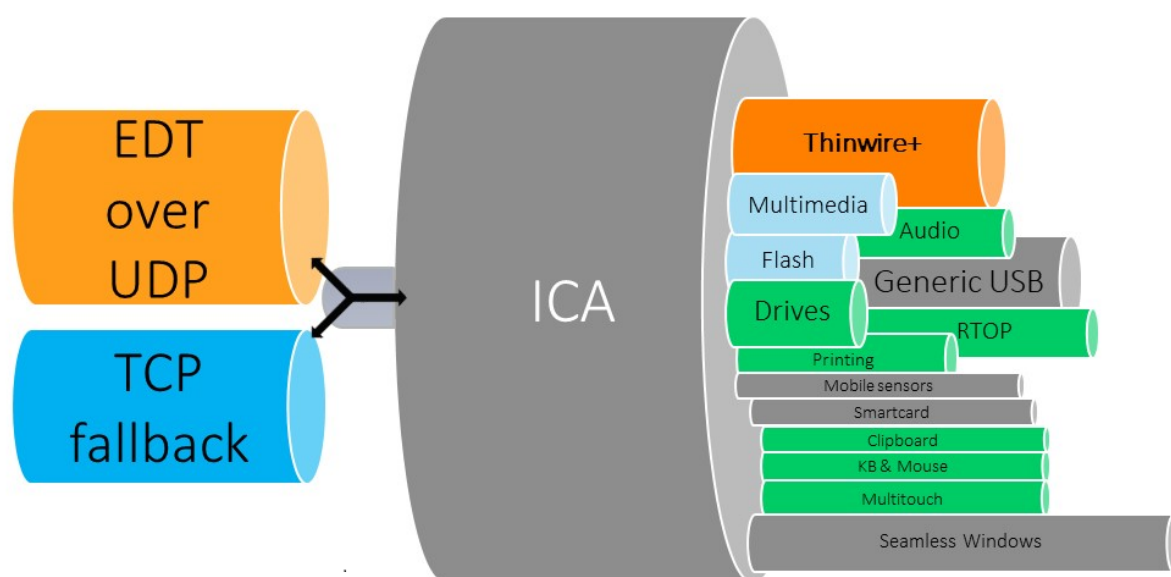 EDT
over
UDP
TCP
fallback
ICA
Thinwire+
Multimedia
Audio
Flash
Generic USB
Drives
RTOP
Printing
Mobile sensors
Smartcard
Clipboard
KB & Mouse
Multitouch
Seamless Windows